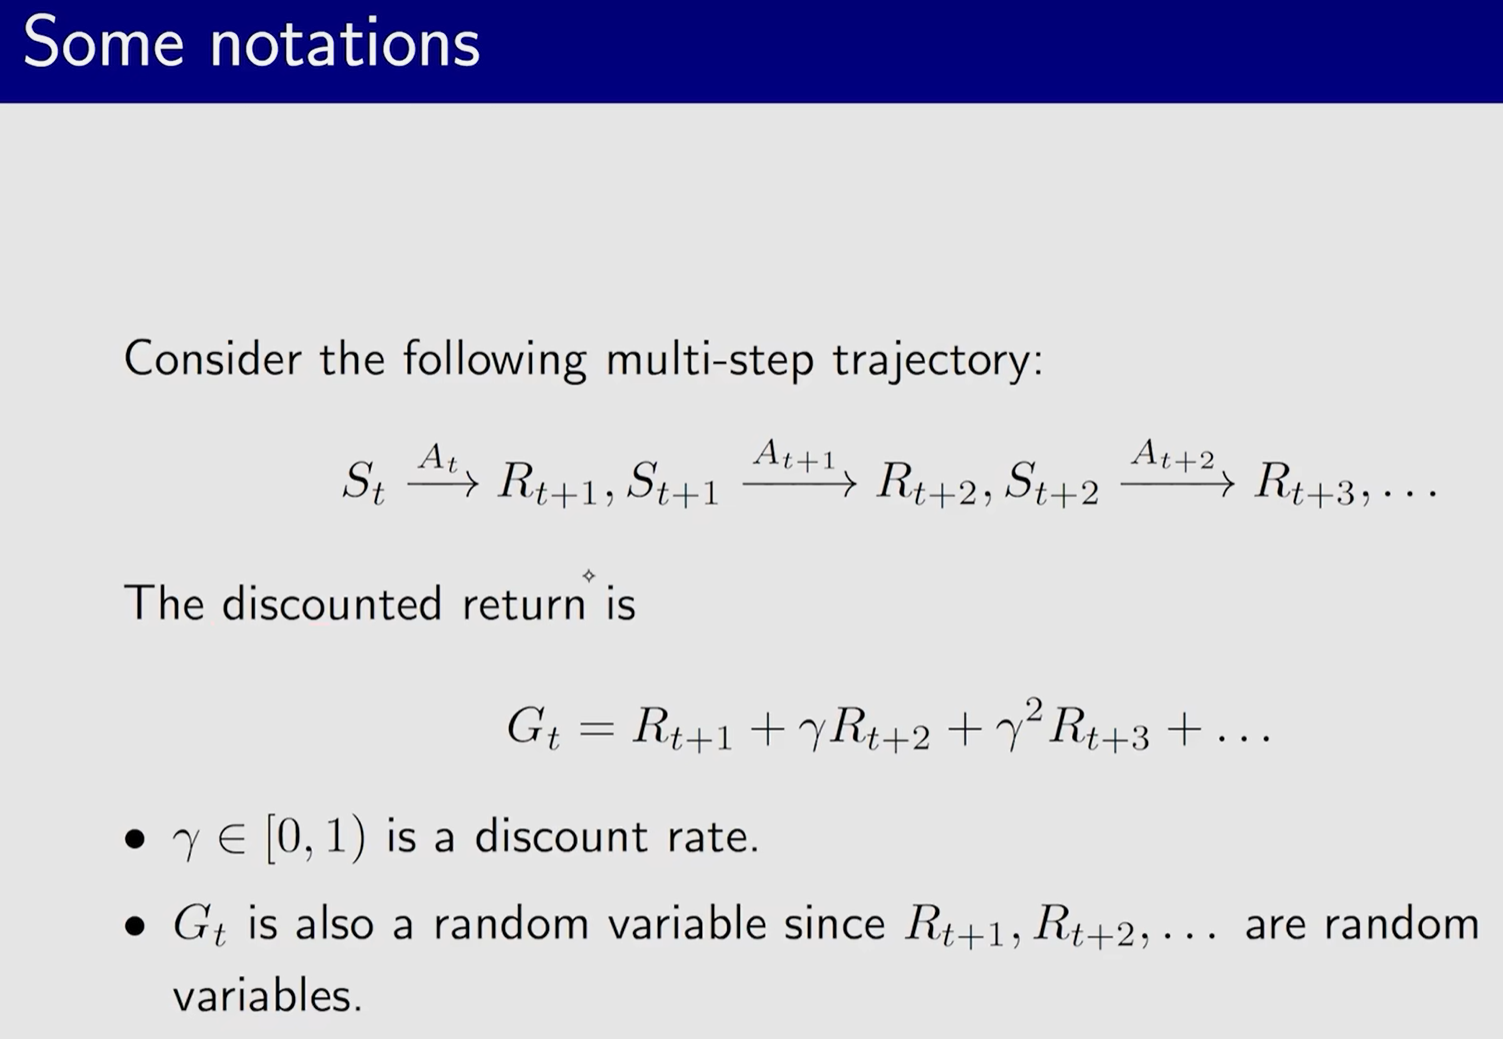 Some notations
Consider the following multi-step trajectory:
$S_t \xrightarrow{A_t} R_{t+1}, S_{t+1} \xrightarrow{A_{t+1}} R_{t+2}, S_{t+2} \xrightarrow{A_{t+2}} R_{t+3}, \ldots$
The discounted return is
$G_t = R_{t+1} + \gamma R_{t+2} + \gamma^2 R_{t+3} + \ldots$
• $\gamma \in [0, 1)$ is a discount rate.
• $G_t$ is also a random variable since $R_{t+1}, R_{t+2}, \ldots$ are random
variables.